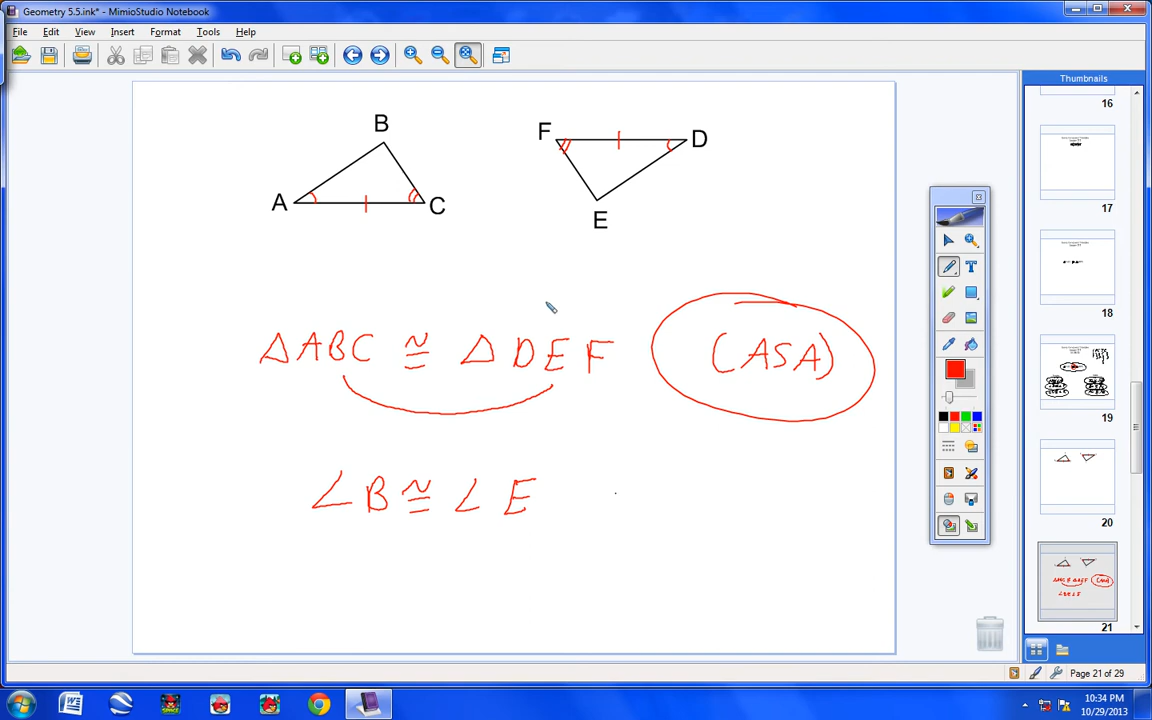 Geometry 5.5.ink* - MimioStudio Notebook
File Edit View Insert Format Tools Help
Thumbnails
16
17
18
19
20
21
B
A
C
F
D
E
△ABC ≅ △DEF (ASA)
∠B ≅ ∠E
Page 21 of 29
10:34 PM
10/29/2013